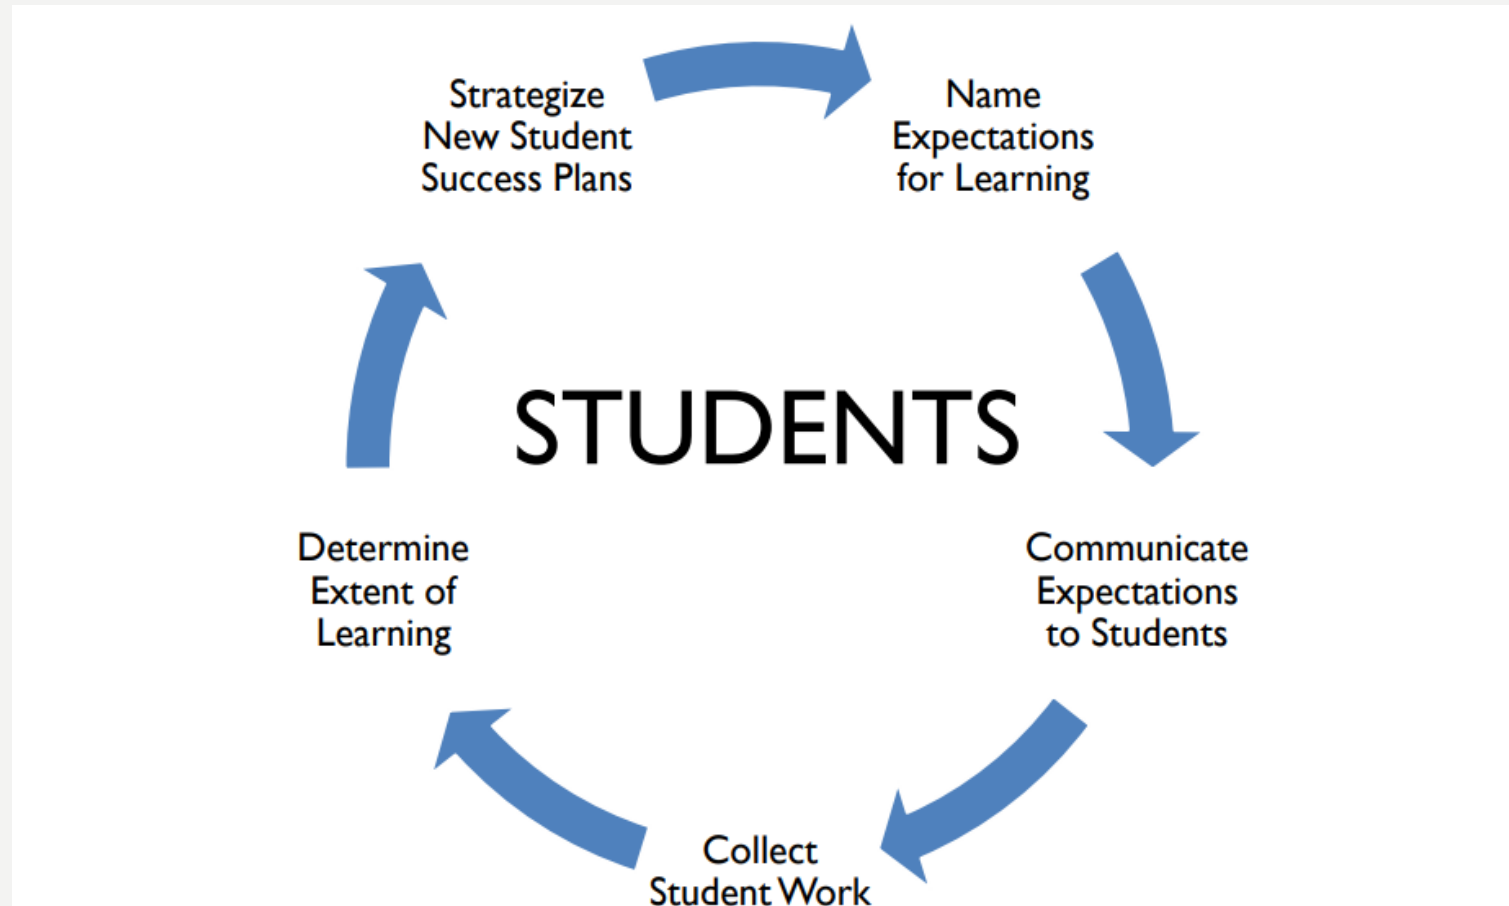 Strategize
New Student
Success Plans
Name
Expectations
for Learning
STUDENTS
Determine
Extent of
Learning
Communicate
Expectations
to Students
Collect
Student Work